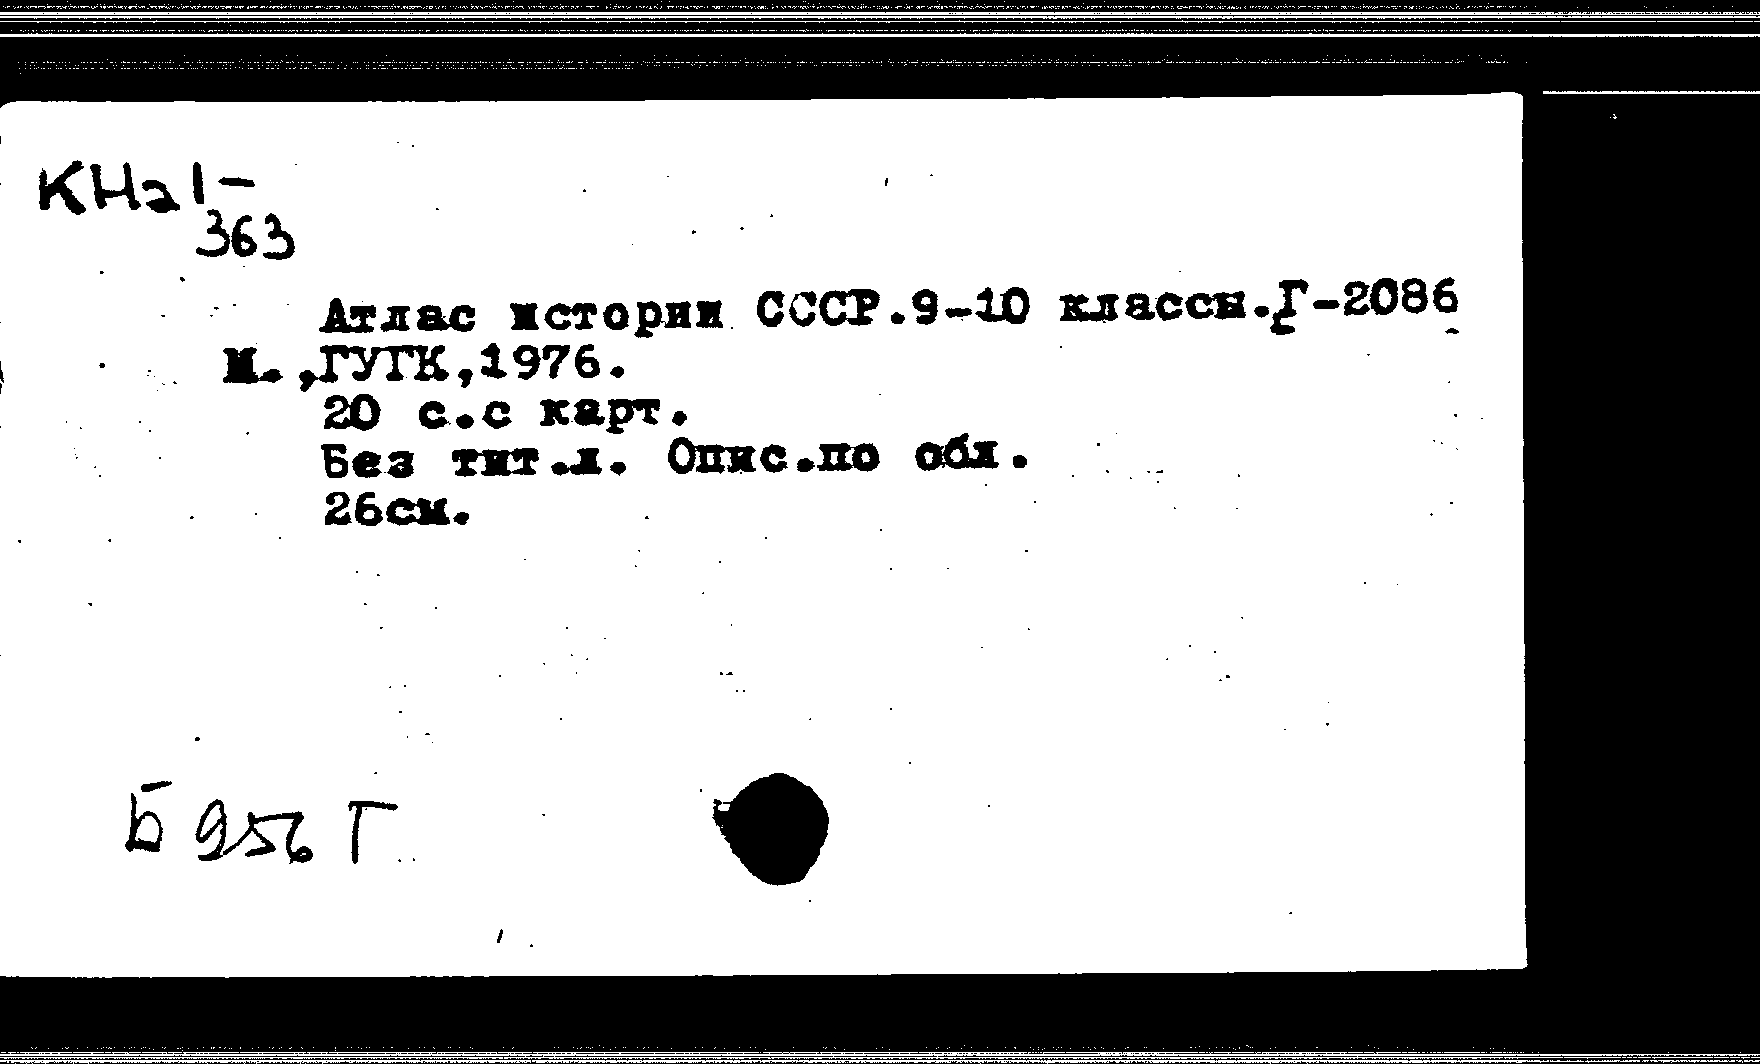 КН21-
363
Атлас истории СССР.9-10 классы.Г-2086
М.,ГУГК,1976.
20 с.с карт.
Без тит.л. Опис.по обл.
26см.
Б 956 Г